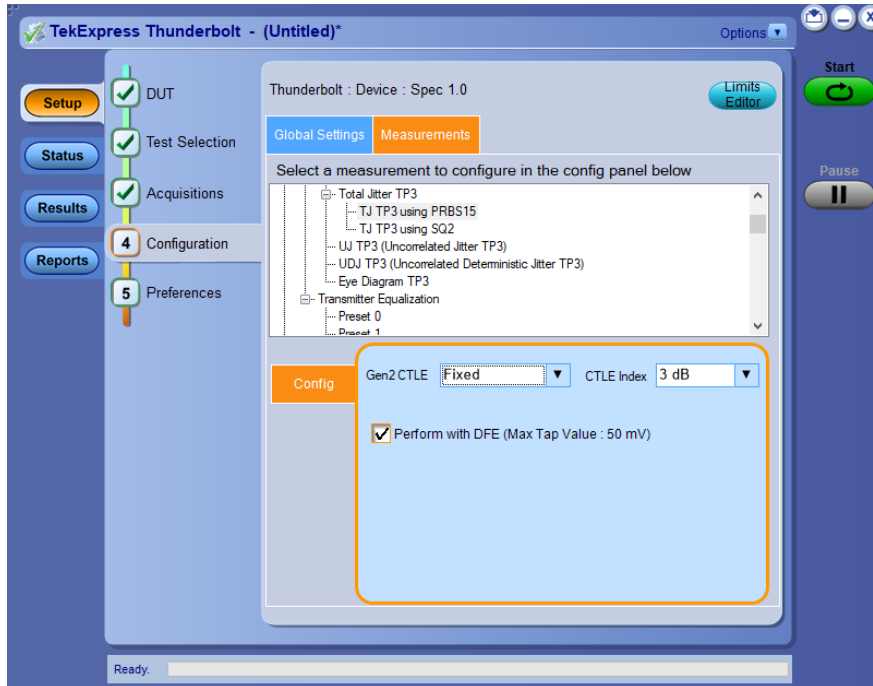 TekExpress Thunderbolt - (Untitled)*
Options
Start
Pause
Setup
Status
Results
Reports
DUT
Test Selection
Acquisitions
4 Configuration
5 Preferences
Thunderbolt : Device : Spec 1.0
Limits
Editor
Global Settings Measurements
Select a measurement to configure in the config panel below
Total Jitter TP3
TJ TP3 using PRBS15
TJ TP3 using SQ2
UJ TP3 (Uncorrelated Jitter TP3)
UDJ TP3 (Uncorrelated Deterministic Jitter TP3)
Eye Diagram TP3
Transmitter Equalization
Preset 0
Preset 1
Config
Gen2 CTLE Fixed CTLE Index 3 dB
Perform with DFE (Max Tap Value : 50 mV)
Ready.